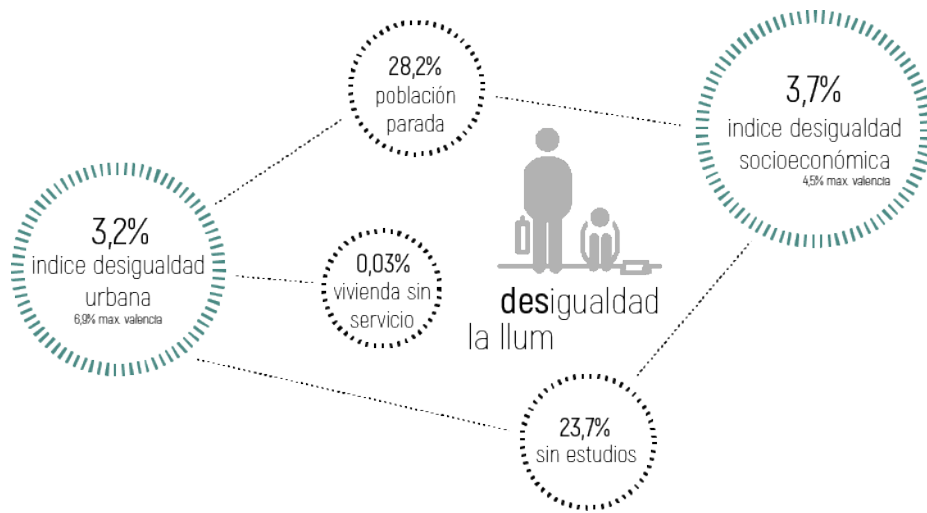 28,2%
población
parada
3,7%
indice desigualdad
socioeconómica
4,5% max. valencia
3,2%
indice desigualdad
urbana
6,9% max. valencia
0,03%
vivienda sin
servicio
desigualdad
la llum
23,7%
sin estudios